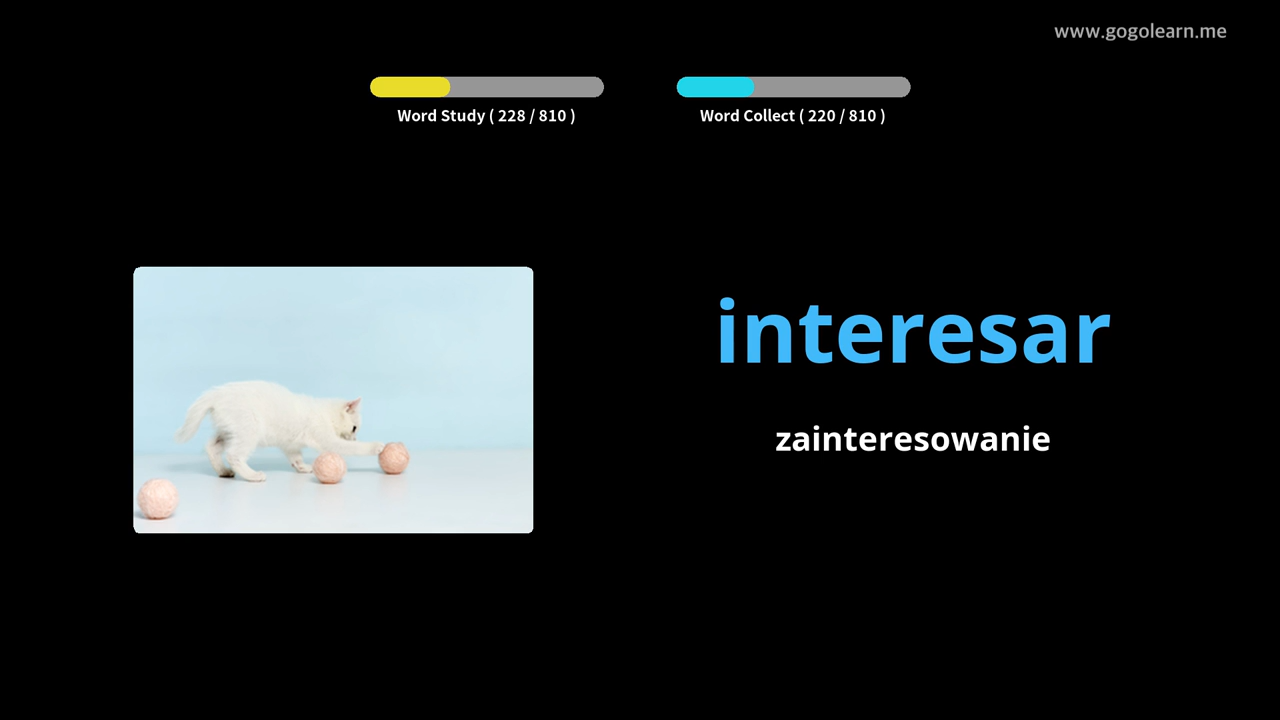 www.gogolearn.me
Word Study ( 228 / 810 )
Word Collect ( 220 / 810 )
interesar
zainteresowanie